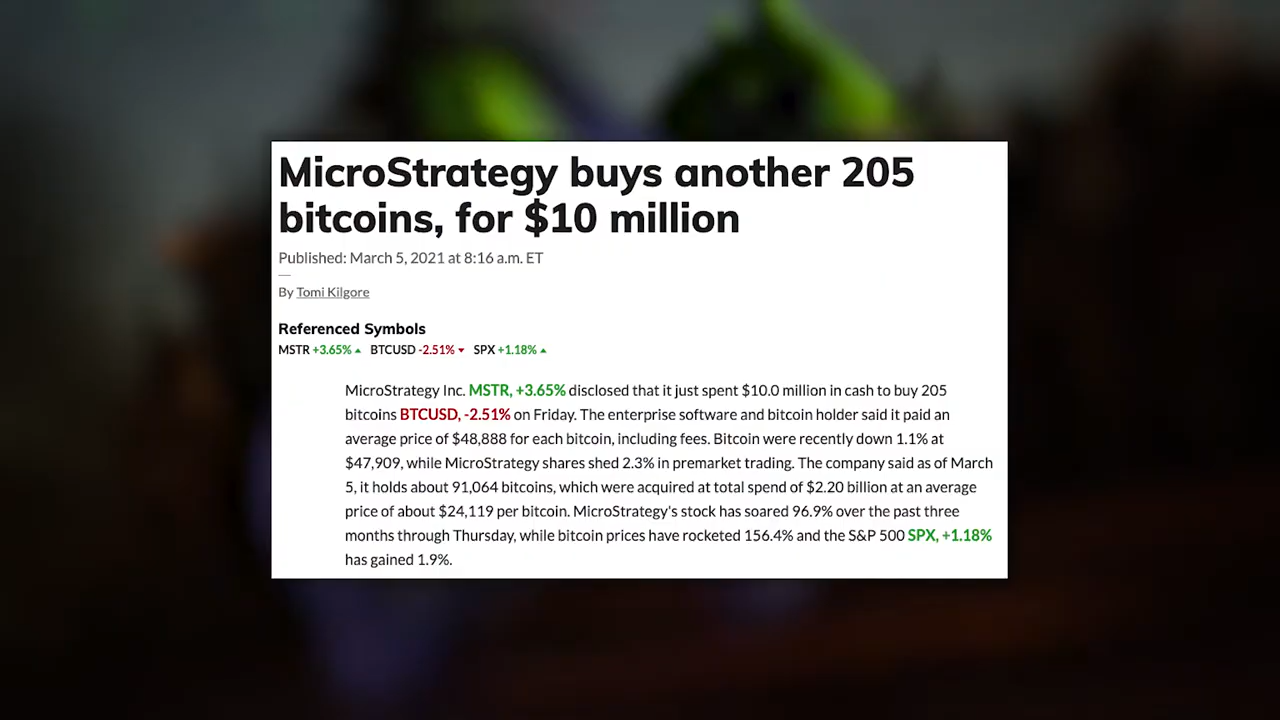 MicroStrategy buys another 205
bitcoins, for $10 million
Published: March 5, 2021 at 8:16 a.m. ET
By Tomi Kilgore
Referenced Symbols
MSTR +3.65% ▲ BTCUSD -2.51% ▼ SPX +1.18% ▲
MicroStrategy Inc. MSTR, +3.65% disclosed that it just spent $10.0 million in cash to buy 205
bitcoins BTCUSD, -2.51% on Friday. The enterprise software and bitcoin holder said it paid an
average price of $48,888 for each bitcoin, including fees. Bitcoin were recently down 1.1% at
$47,909, while MicroStrategy shares shed 2.3% in premarket trading. The company said as of March
5, it holds about 91,064 bitcoins, which were acquired at total spend of $2.20 billion at an average
price of about $24,119 per bitcoin. MicroStrategy's stock has soared 96.9% over the past three
months through Thursday, while bitcoin prices have rocketed 156.4% and the S&P 500 SPX, +1.18%
has gained 1.9%.